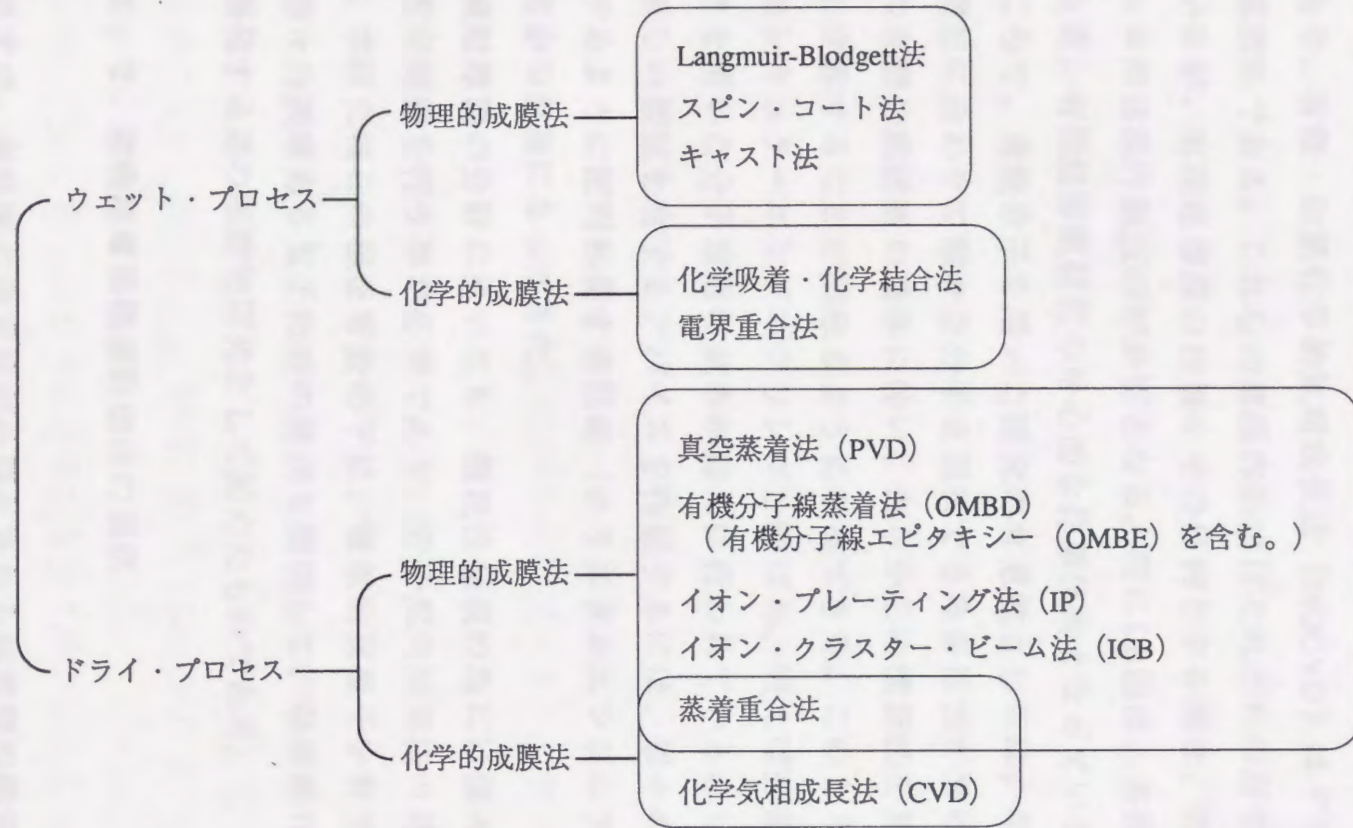 ウェット・プロセス
物理的成膜法
Langmuir-Blodgett法
スピン・コート法
キャスト法
化学的成膜法
化学吸着・化学結合法
電界重合法
ドライ・プロセス
物理的成膜法
真空蒸着法（PVD）
有機分子線蒸着法（OMBD）
（有機分子線エピタキシー（OMBE）を含む。）
イオン・プレーティング法（IP）
イオン・クラスター・ビーム法（ICB）
蒸着重合法
化学的成膜法
化学気相成長法（CVD）